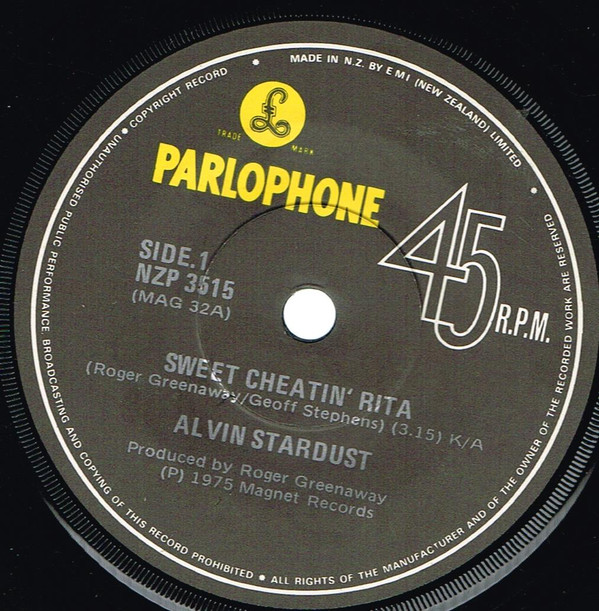 UNAUTHORISED PUBLIC PERFORMANCE, BROADCASTING AND COPYING OF THIS RECORD PROHIBITED • ALL RIGHTS OF THE MANUFACTURER AND OF THE OWNER OF THE RECORDED WORK ARE RESERVED
• COPYRIGHT RECORD •
MADE IN N.Z. BY E M I (NEW ZEALAND) LIMITED •
£
TRADE MARK
PARLOPHONE
45 R.P.M.
SIDE.1
NZP 3515
(MAG 32A)
SWEET CHEATIN' RITA
(Roger Greenaway/Geoff Stephens) (3.15) K/A
ALVIN STARDUST
Produced by Roger Greenaway
(P) 1975 Magnet Records